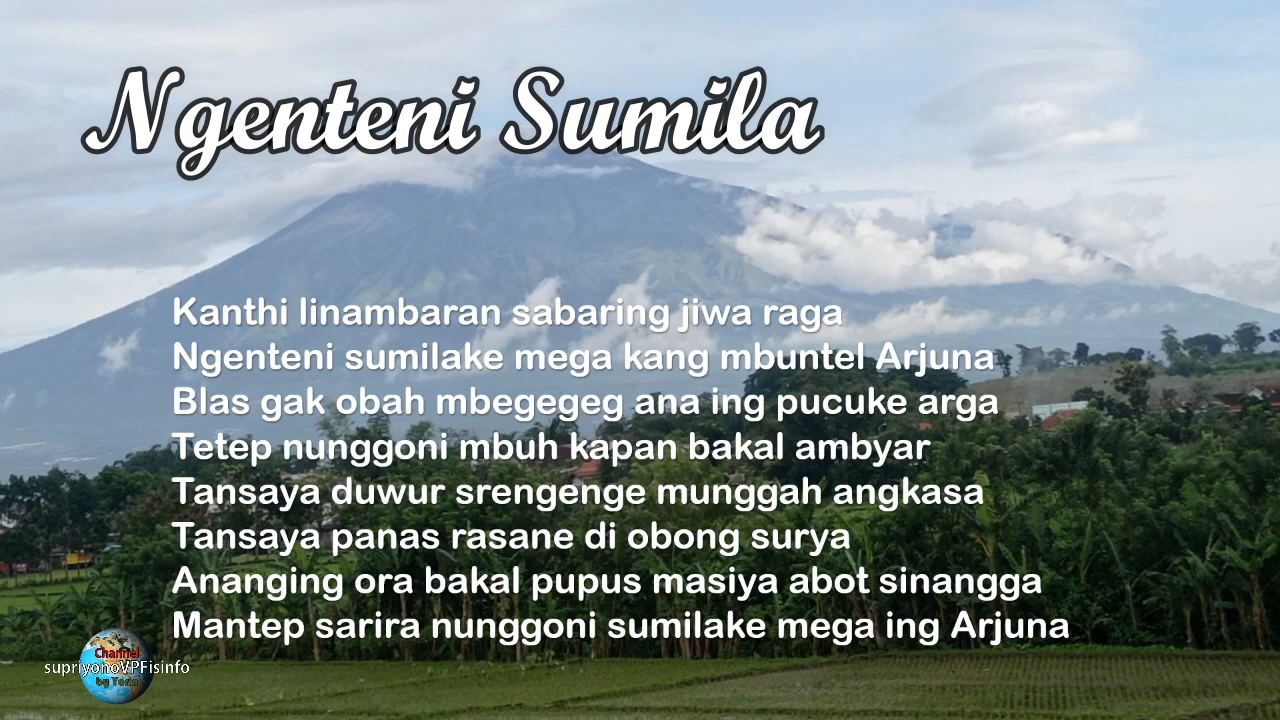 Ngenteni Sumila
Kanthi linambaran sabaring jiwa raga
Ngenteni sumilake mega kang mbuntel Arjuna
Blas gak obah mbegegeg ana ing pucuke arga
Tetep nunggoni mbuh kapan bakal ambyar
Tansaya duwur srengenge munggah angkasa
Tansaya panas rasane di obong surya
Ananging ora bakal pupus masiya abot sinangga
Mantep sarira nunggoni sumilake mega ing Arjuna
Channel
supriyonoVPFisinfo
by Torin